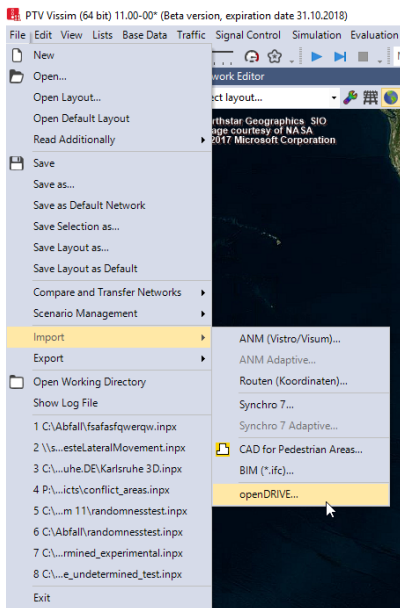 PTV Vissim (64 bit) 11.00-00* (Beta version, expiration date 31.10.2018)
File Edit View Lists Base Data Traffic Signal Control Simulation Evaluation
New
work Editor
Open...
Open Layout...
ect layout...
Open Default Layout
rthstar Geographics SIO
age courtesy of NASA
2017 Microsoft Corporation
Read Additionally
Save
Save as...
Save as Default Network
Save Selection as...
Save Layout as...
Save Layout as Default
Compare and Transfer Networks
Scenario Management
Import
ANM (Vistro/Visum)...
Export
ANM Adaptive...
Open Working Directory
Routen (Koordinaten)...
Show Log File
Synchro 7...
1 C:\Abfall\fsafasfqwerqw.inpx
Synchro 7 Adaptive...
2 \\s...esteLateralMovement.inpx
CAD for Pedestrian Areas...
3 C:\...uhe.DE\Karlsruhe 3D.inpx
BIM (*.ifc)...
4 P:\...icts\conflict_areas.inpx
openDRIVE...
5 C:\...m 11\randomnesstest.inpx
6 C:\Abfall\randomnesstest.inpx
7 C:\...rmined_experimental.inpx
8 C:\...e_undetermined_test.inpx
Exit